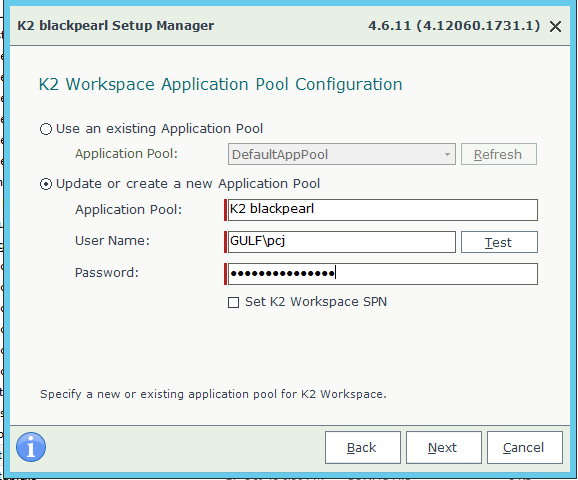 K2 blackpearl Setup Manager 4.6.11 (4.12060.1731.1)
K2 Workspace Application Pool Configuration
Use an existing Application Pool
Application Pool: DefaultAppPool Refresh
Update or create a new Application Pool
Application Pool: K2 blackpearl
User Name: GULF\pcj Test
Password: ●●●●●●●●●●●●●●●
Set K2 Workspace SPN
Specify a new or existing application pool for K2 Workspace.
Back Next Cancel